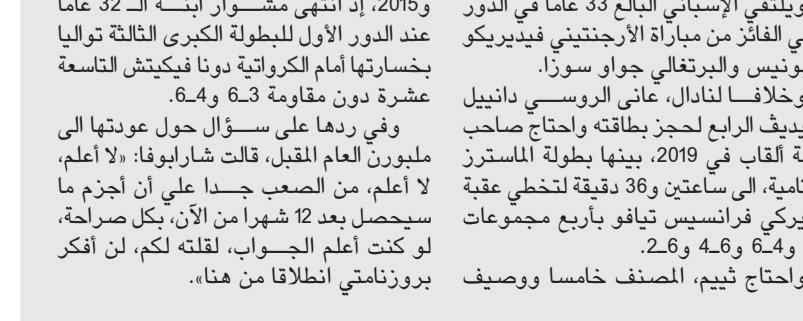 ويلتقي الإسباني البالغ 33 عاما في الدور
الفائز من مباراة الأرجنتيني فيديريكو
والبرتغالي جواو سوزا.
وخلافـــا لنادال، عانى الروســـي دانييل
الرابع لحجز بطاقته واحتاج صاحب
ألقاب في 2019، بينها بطولة الماسترز
الى ساعتين و36 دقيقة لتخطي عقبة
فرانسيس تيافو بأربع مجموعات
و4ـ6 و6ـ4 و6ـ2.
واحتاج ثييم، المصنف خامسا ووصيف
و2015، إذ انتهى مشـــوار ابنـــة الـ 32 عاما
عند الدور الأول للبطولة الكبرى الثالثة تواليا
بخسارتها أمام الكرواتية دونا فيكيتش التاسعة
عشرة دون مقاومة 3ـ6 و4ـ6.
وفي ردها على ســـؤال حول عودتها الى
ملبورن العام المقبل، قالت شارابوفا: «لا أعلم،
لا أعلم، من الصعب جـــدا علي أن أجزم ما
سيحصل بعد 12 شهرا من الآن، بكل صراحة،
لو كنت أعلم الجـــواب، لقلته لكم، لن أفكر
بروزنامتي انطلاقا من هنا».